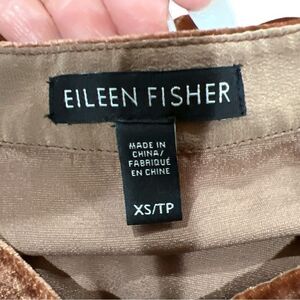 EILEEN FISHER
MADE IN
CHINA/
FABRIQUÉ
EN CHINE
XS/TP